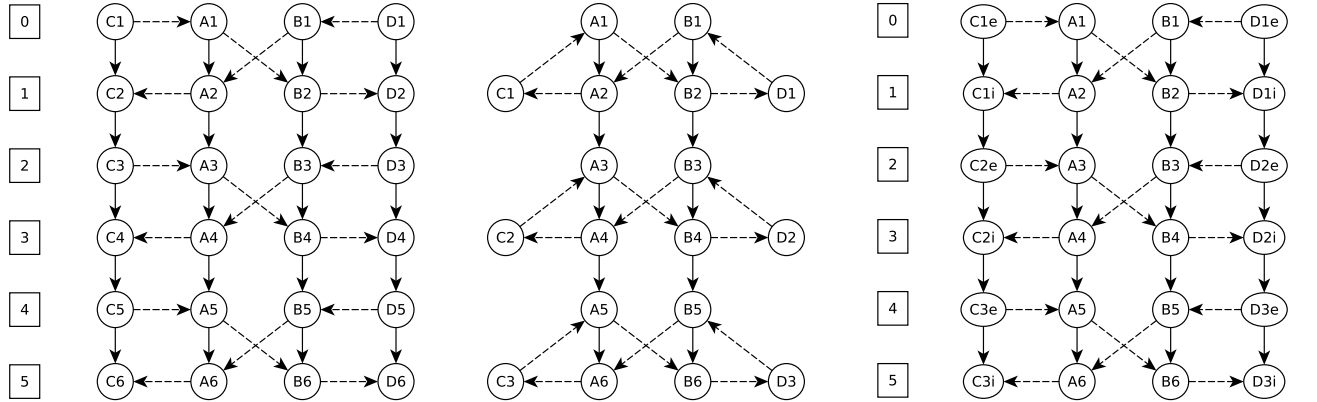 0 C1 A1 B1 D1 A1 B1 0 C1e A1 B1 D1e
1 C2 A2 B2 D2 C1 A2 B2 D1 1 C1i A2 B2 D1i
2 C3 A3 B3 D3 A3 B3 2 C2e A3 B3 D2e
3 C4 A4 B4 D4 C2 A4 B4 D2 3 C2i A4 B4 D2i
4 C5 A5 B5 D5 A5 B5 4 C3e A5 B5 D3e
5 C6 A6 B6 D6 C3 A6 B6 D3 5 C3i A6 B6 D3i